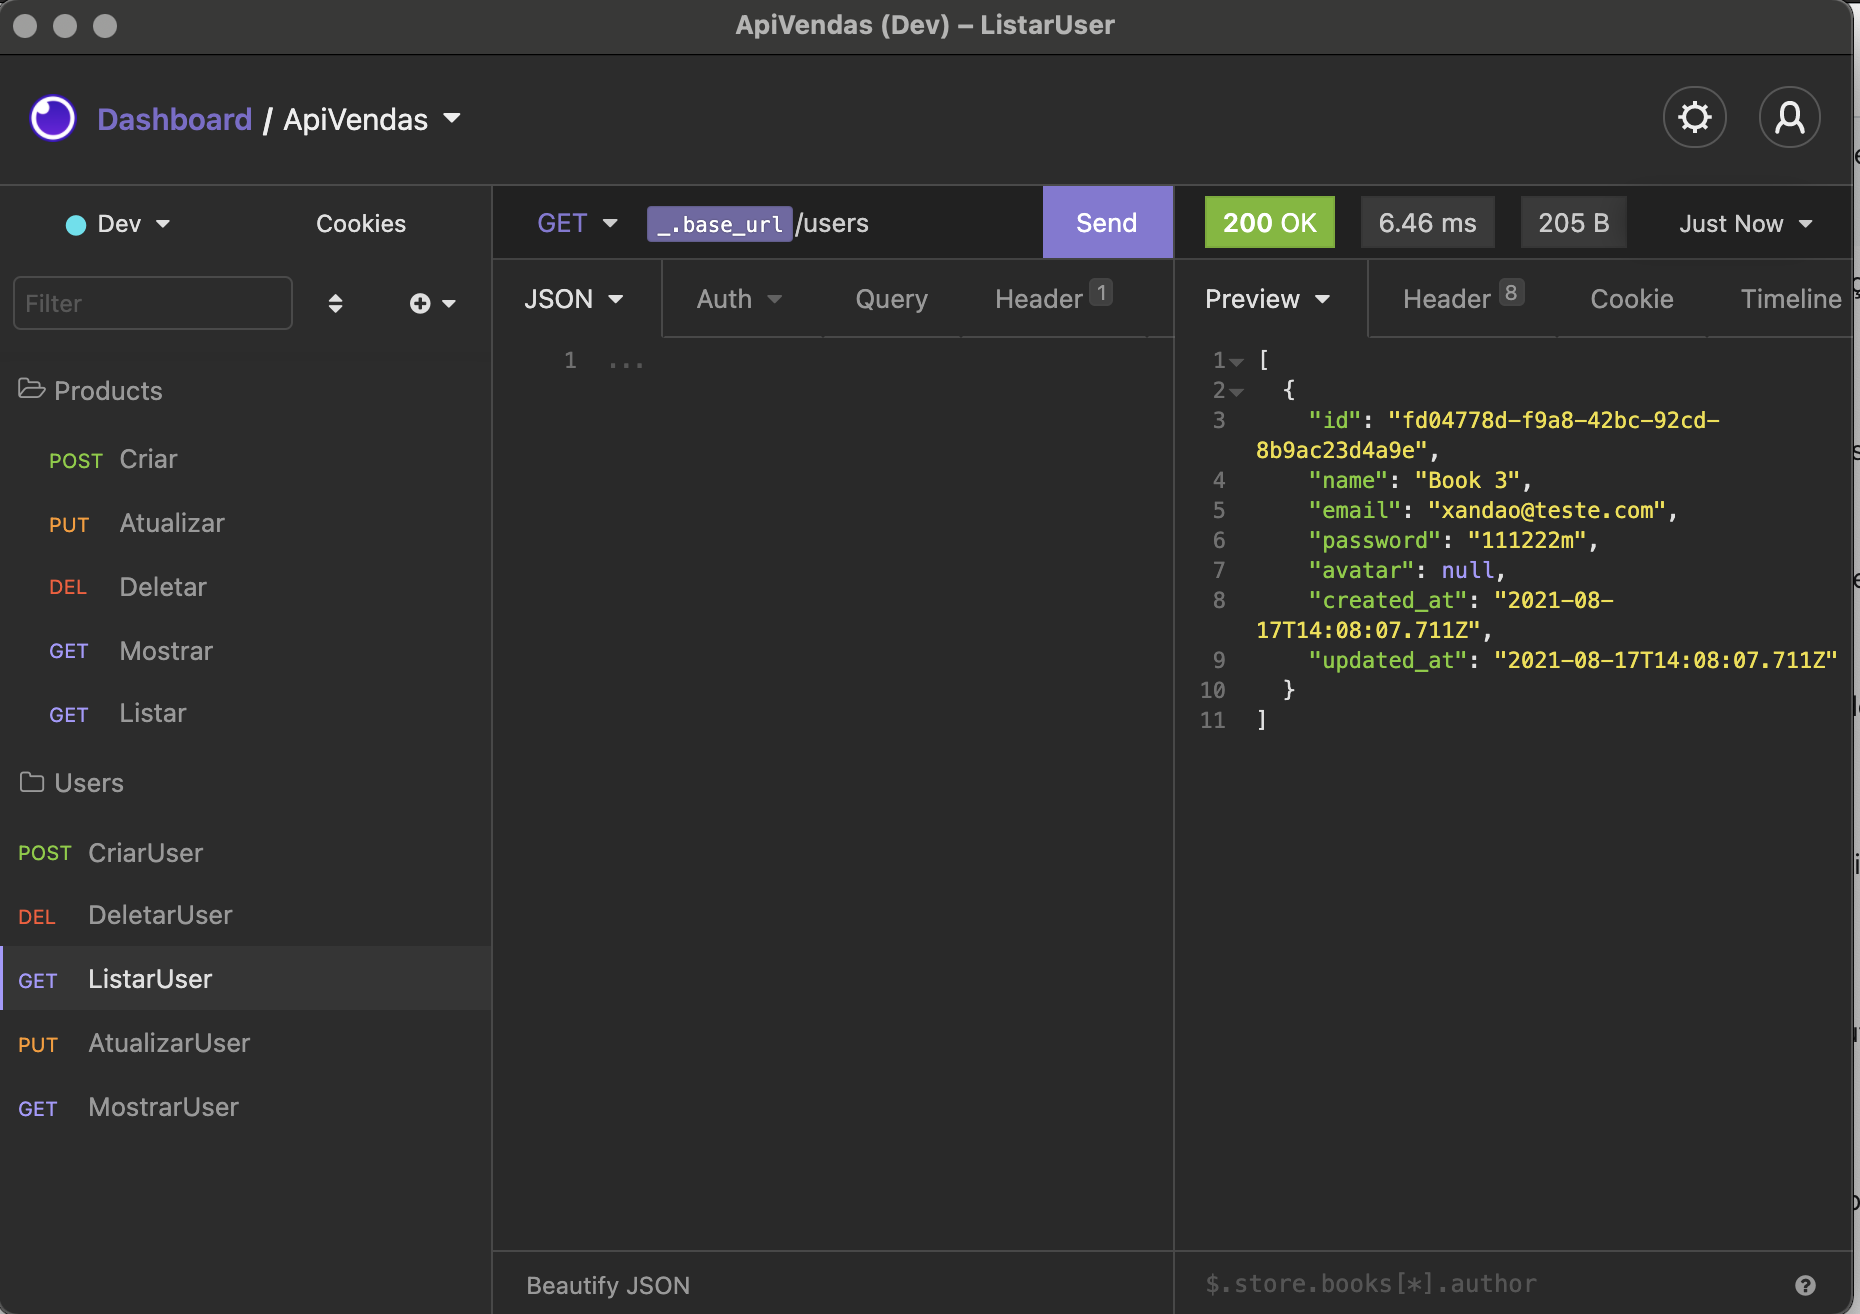 ApiVendas (Dev) – ListarUser
Dashboard / ApiVendas
Dev Cookies
Filter
Products
POST Criar
PUT Atualizar
DEL Deletar
GET Mostrar
GET Listar
Users
POST CriarUser
DEL DeletarUser
GET ListarUser
PUT AtualizarUser
GET MostrarUser
GET _.base_url/users Send
JSON Auth Query Header 1
1 ...
Beautify JSON
200 OK 6.46 ms 205 B Just Now
Preview Header 8 Cookie Timeline
1 [
2 {
3 "id": "fd04778d-f9a8-42bc-92cd-
8b9ac23d4a9e",
4 "name": "Book 3",
5 "email": "xandao@teste.com",
6 "password": "111222m",
7 "avatar": null,
8 "created_at": "2021-08-
17T14:08:07.711Z",
9 "updated_at": "2021-08-17T14:08:07.711Z"
10 }
11 ]
$.store.books[*].author